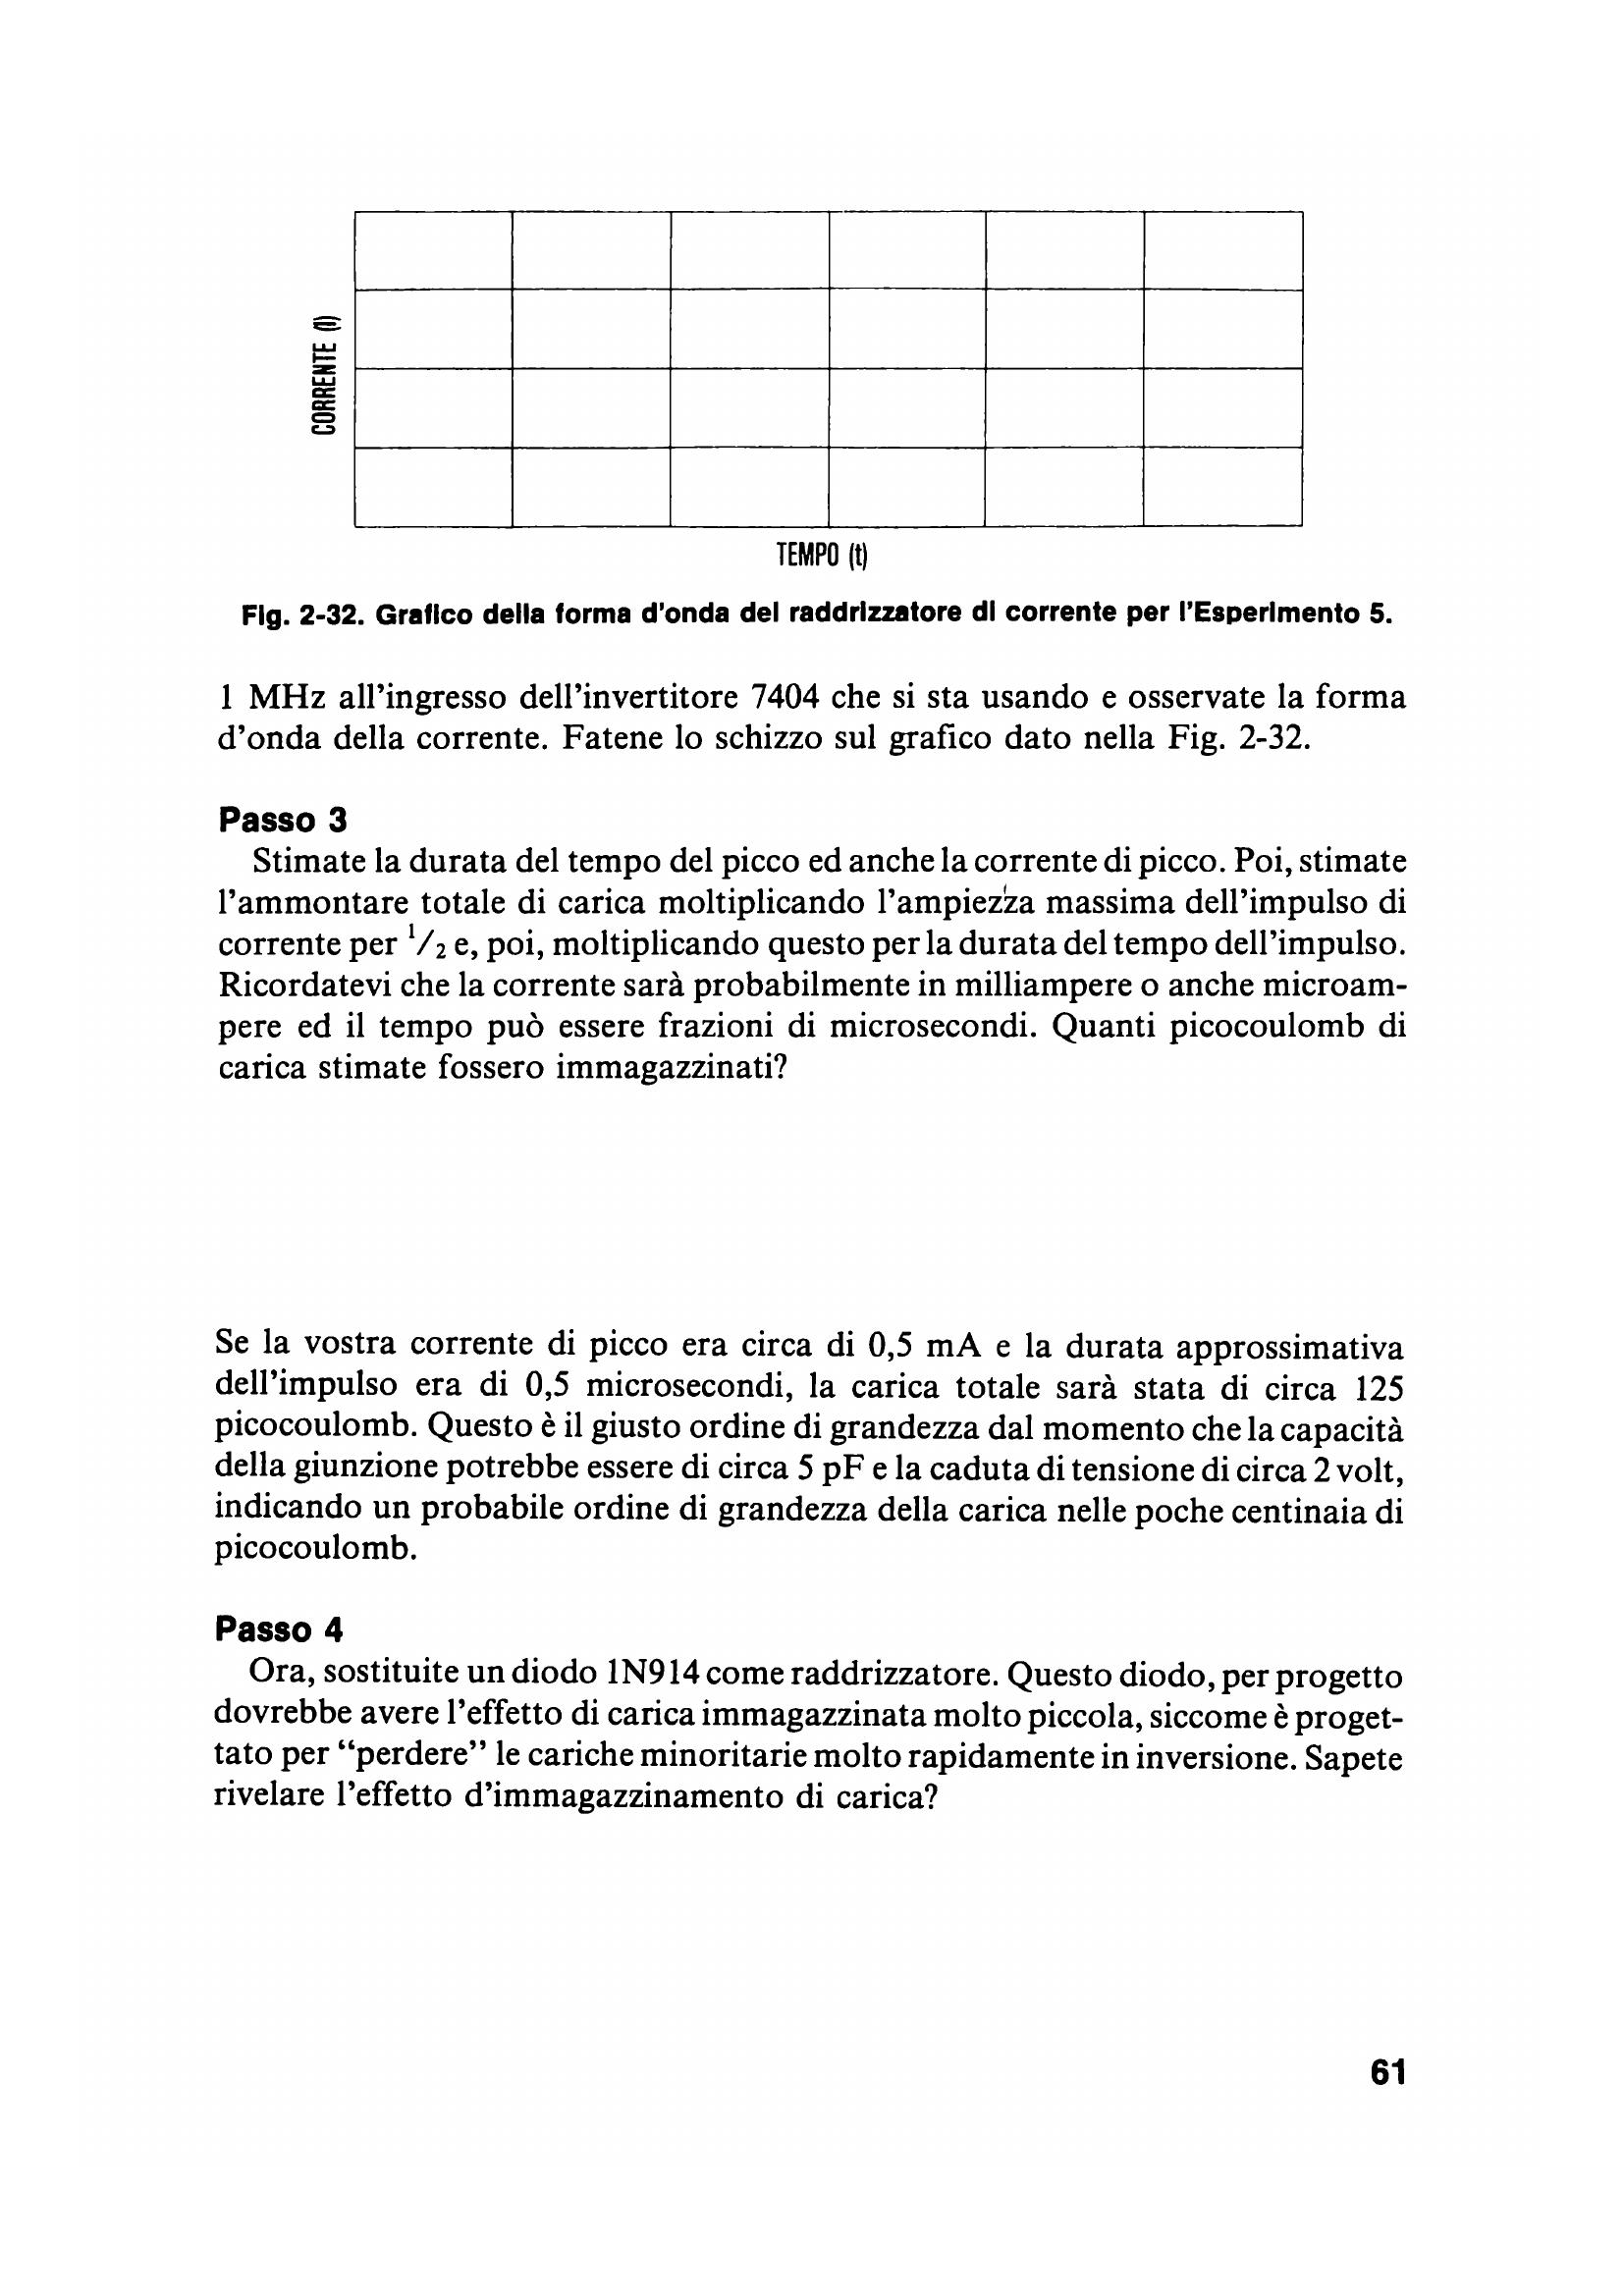 CORRENTE (I)
TEMPO (t)
Fig. 2-32. Grafico della forma d'onda del raddrizzatore di corrente per l'Esperimento 5.
1 MHz all'ingresso dell'invertitore 7404 che si sta usando e osservate la forma
d'onda della corrente. Fatene lo schizzo sul grafico dato nella Fig. 2-32.
Passo 3
Stimate la durata del tempo del picco ed anche la corrente di picco. Poi, stimate
l'ammontare totale di carica moltiplicando l'ampiezza massima dell'impulso di
corrente per 1/2 e, poi, moltiplicando questo per la durata del tempo dell'impulso.
Ricordatevi che la corrente sarà probabilmente in milliampere o anche microam-
pere ed il tempo può essere frazioni di microsecondi. Quanti picocoulomb di
carica stimate fossero immagazzinati?
Se la vostra corrente di picco era circa di 0,5 mA e la durata approssimativa
dell'impulso era di 0,5 microsecondi, la carica totale sarà stata di circa 125
picocoulomb. Questo è il giusto ordine di grandezza dal momento che la capacità
della giunzione potrebbe essere di circa 5 pF e la caduta di tensione di circa 2 volt,
indicando un probabile ordine di grandezza della carica nelle poche centinaia di
picocoulomb.
Passo 4
Ora, sostituite un diodo 1N914 come raddrizzatore. Questo diodo, per progetto
dovrebbe avere l'effetto di carica immagazzinata molto piccola, siccome è proget-
tato per "perdere" le cariche minoritarie molto rapidamente in inversione. Sapete
rivelare l'effetto d'immagazzinamento di carica?
61